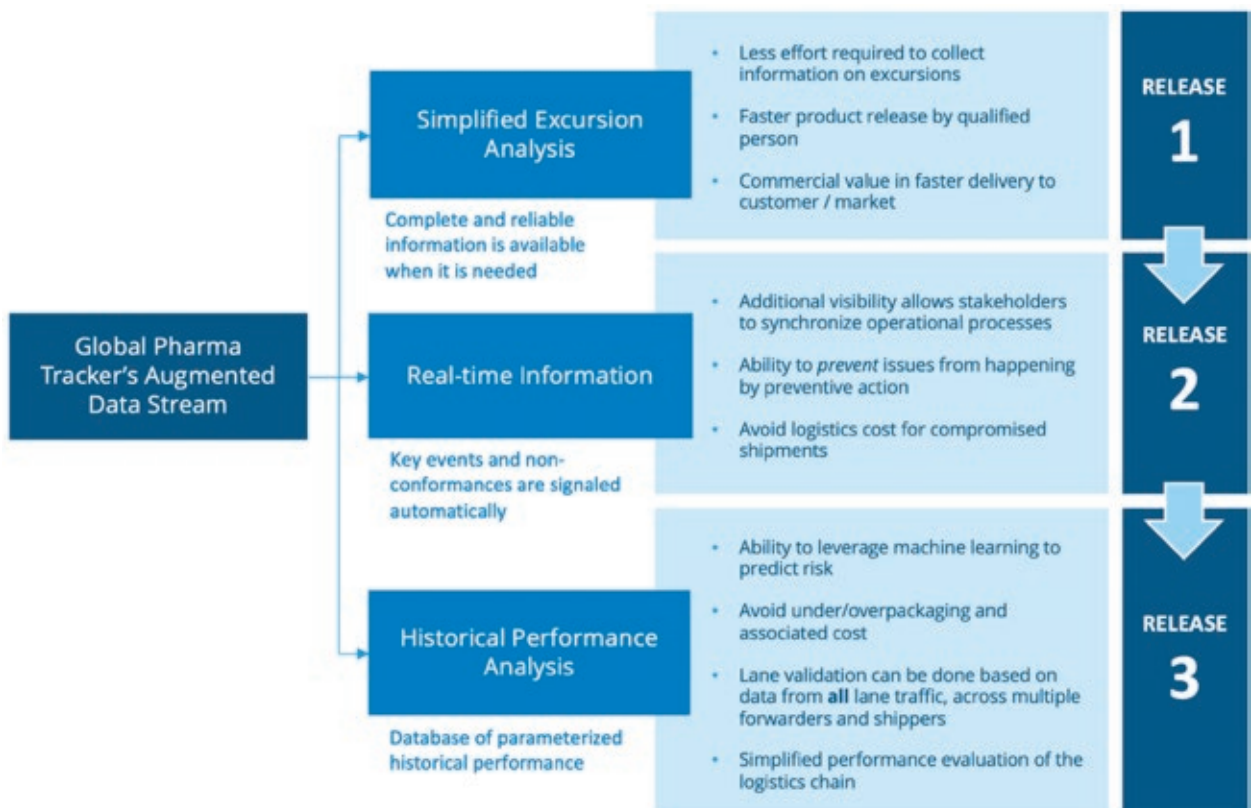 Global Pharma
Tracker's Augmented
Data Stream
Simplified Excursion
Analysis
Complete and reliable
information is available
when it is needed
• Less effort required to collect
information on excursions
• Faster product release by qualified
person
• Commercial value in faster delivery to
customer / market
RELEASE
1
Real-time Information
Key events and non-
conformances are signaled
automatically
• Additional visibility allows stakeholders
to synchronize operational processes
• Ability to prevent issues from happening
by preventive action
• Avoid logistics cost for compromised
shipments
RELEASE
2
Historical Performance
Analysis
Database of parameterized
historical performance
• Ability to leverage machine learning to
predict risk
• Avoid under/overpackaging and
associated cost
• Lane validation can be done based on
data from all lane traffic, across multiple
forwarders and shippers
• Simplified performance evaluation of the
logistics chain
RELEASE
3